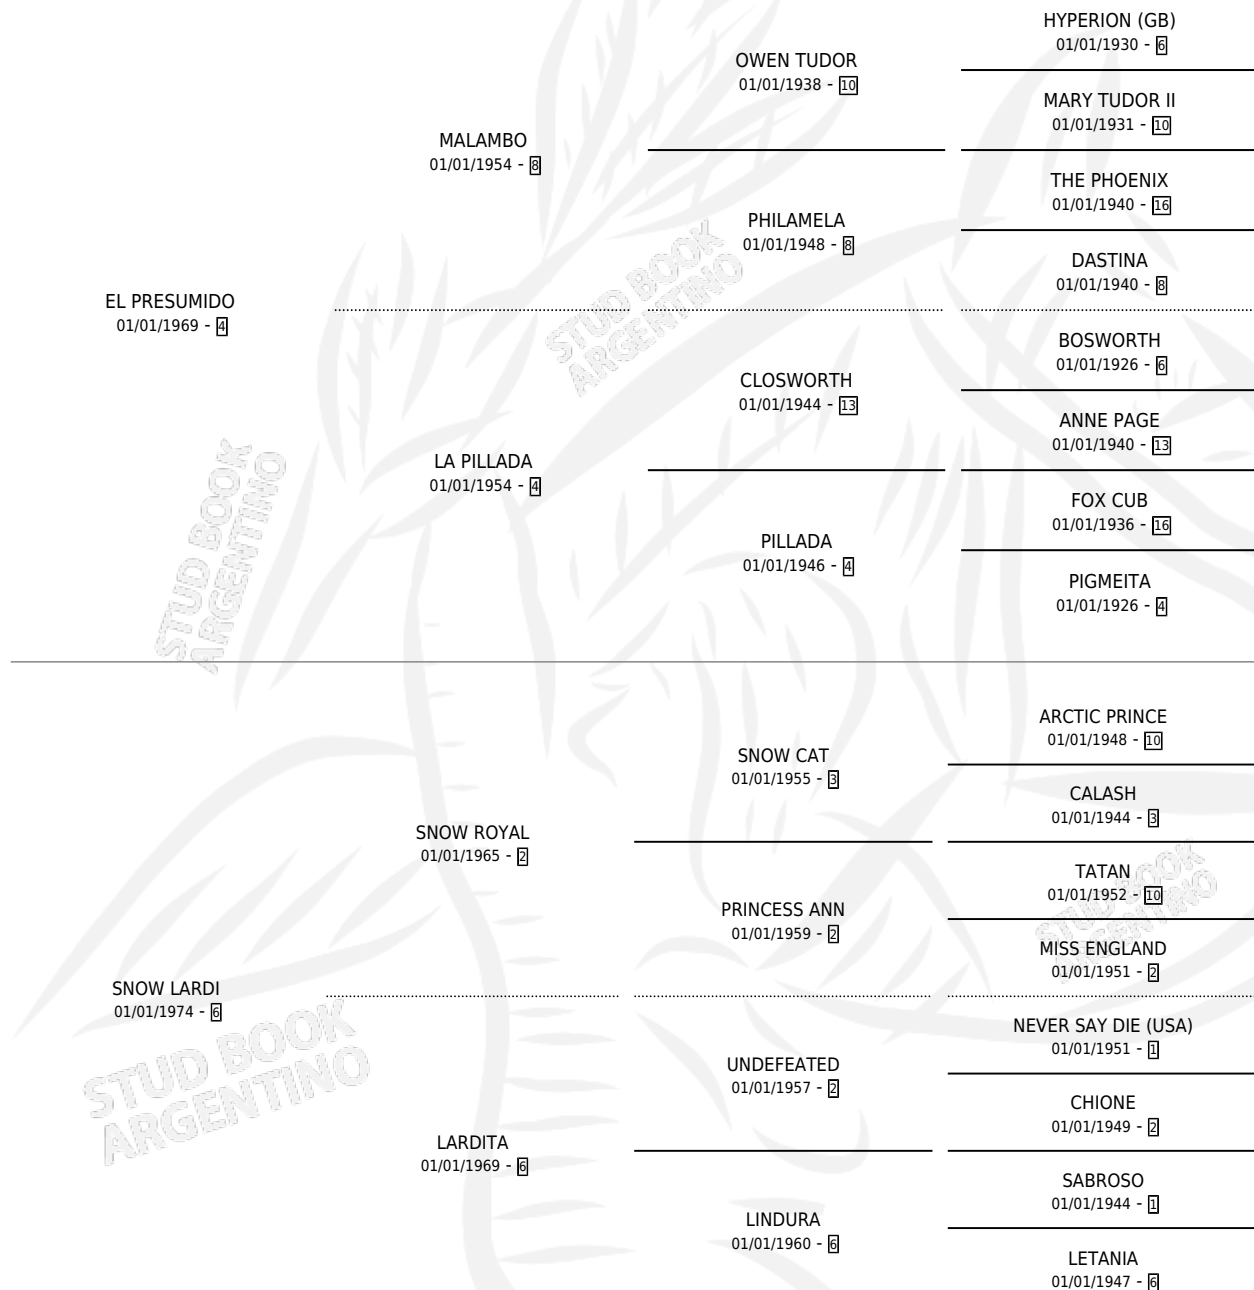 HYPERION (GB)
01/01/1930 - 6
OWEN TUDOR
01/01/1938 - 10
MARY TUDOR II
01/01/1931 - 10
MALAMBO
01/01/1954 - 8
THE PHOENIX
01/01/1940 - 16
PHILAMELA
01/01/1948 - 8
DASTINA
01/01/1940 - 8
EL PRESUMIDO
01/01/1969 - 4
BOSWORTH
01/01/1926 - 6
CLOSWORTH
01/01/1944 - 13
ANNE PAGE
01/01/1940 - 13
LA PILLADA
01/01/1954 - 4
FOX CUB
01/01/1936 - 16
PILLADA
01/01/1946 - 4
PIGMEITA
01/01/1926 - 4
ARCTIC PRINCE
01/01/1948 - 10
SNOW CAT
01/01/1955 - 3
CALASH
01/01/1944 - 3
SNOW ROYAL
01/01/1965 - 2
TATAN
01/01/1952 - 10
PRINCESS ANN
01/01/1959 - 2
MISS ENGLAND
01/01/1951 - 2
SNOW LARDI
01/01/1974 - 6
NEVER SAY DIE (USA)
01/01/1951 - 1
UNDEFEATED
01/01/1957 - 2
CHIONE
01/01/1949 - 2
LARDITA
01/01/1969 - 6
SABROSO
01/01/1944 - 1
LINDURA
01/01/1960 - 6
LETANIA
01/01/1947 - 6
STUD BOOK
ARGENTINO
STUD BOOK
ARGENTINO
STUD BOOK
ARGENTINO
STUD BOOK
ARGENTINO